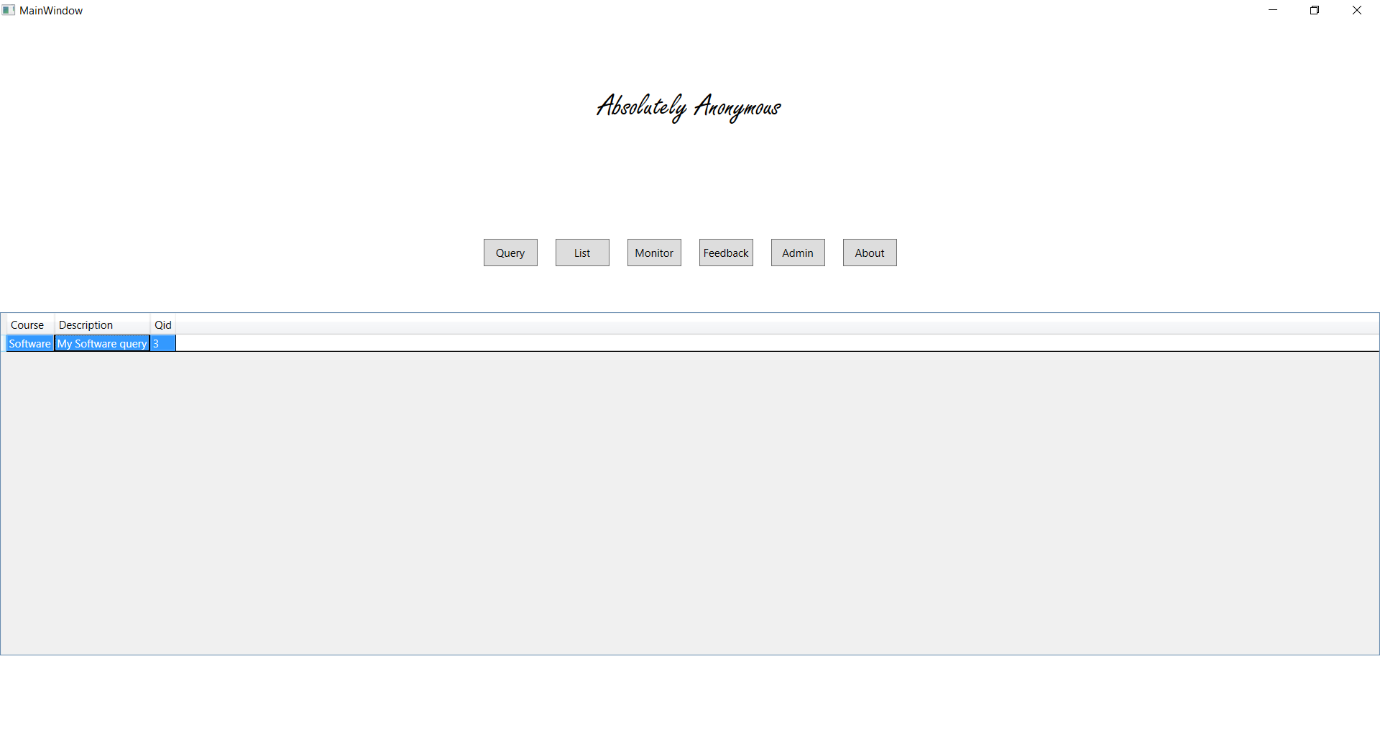 MainWindow
Absolutely Anonymous
Query List Monitor Feedback Admin About
Course Description Qid
Software My Software query 3